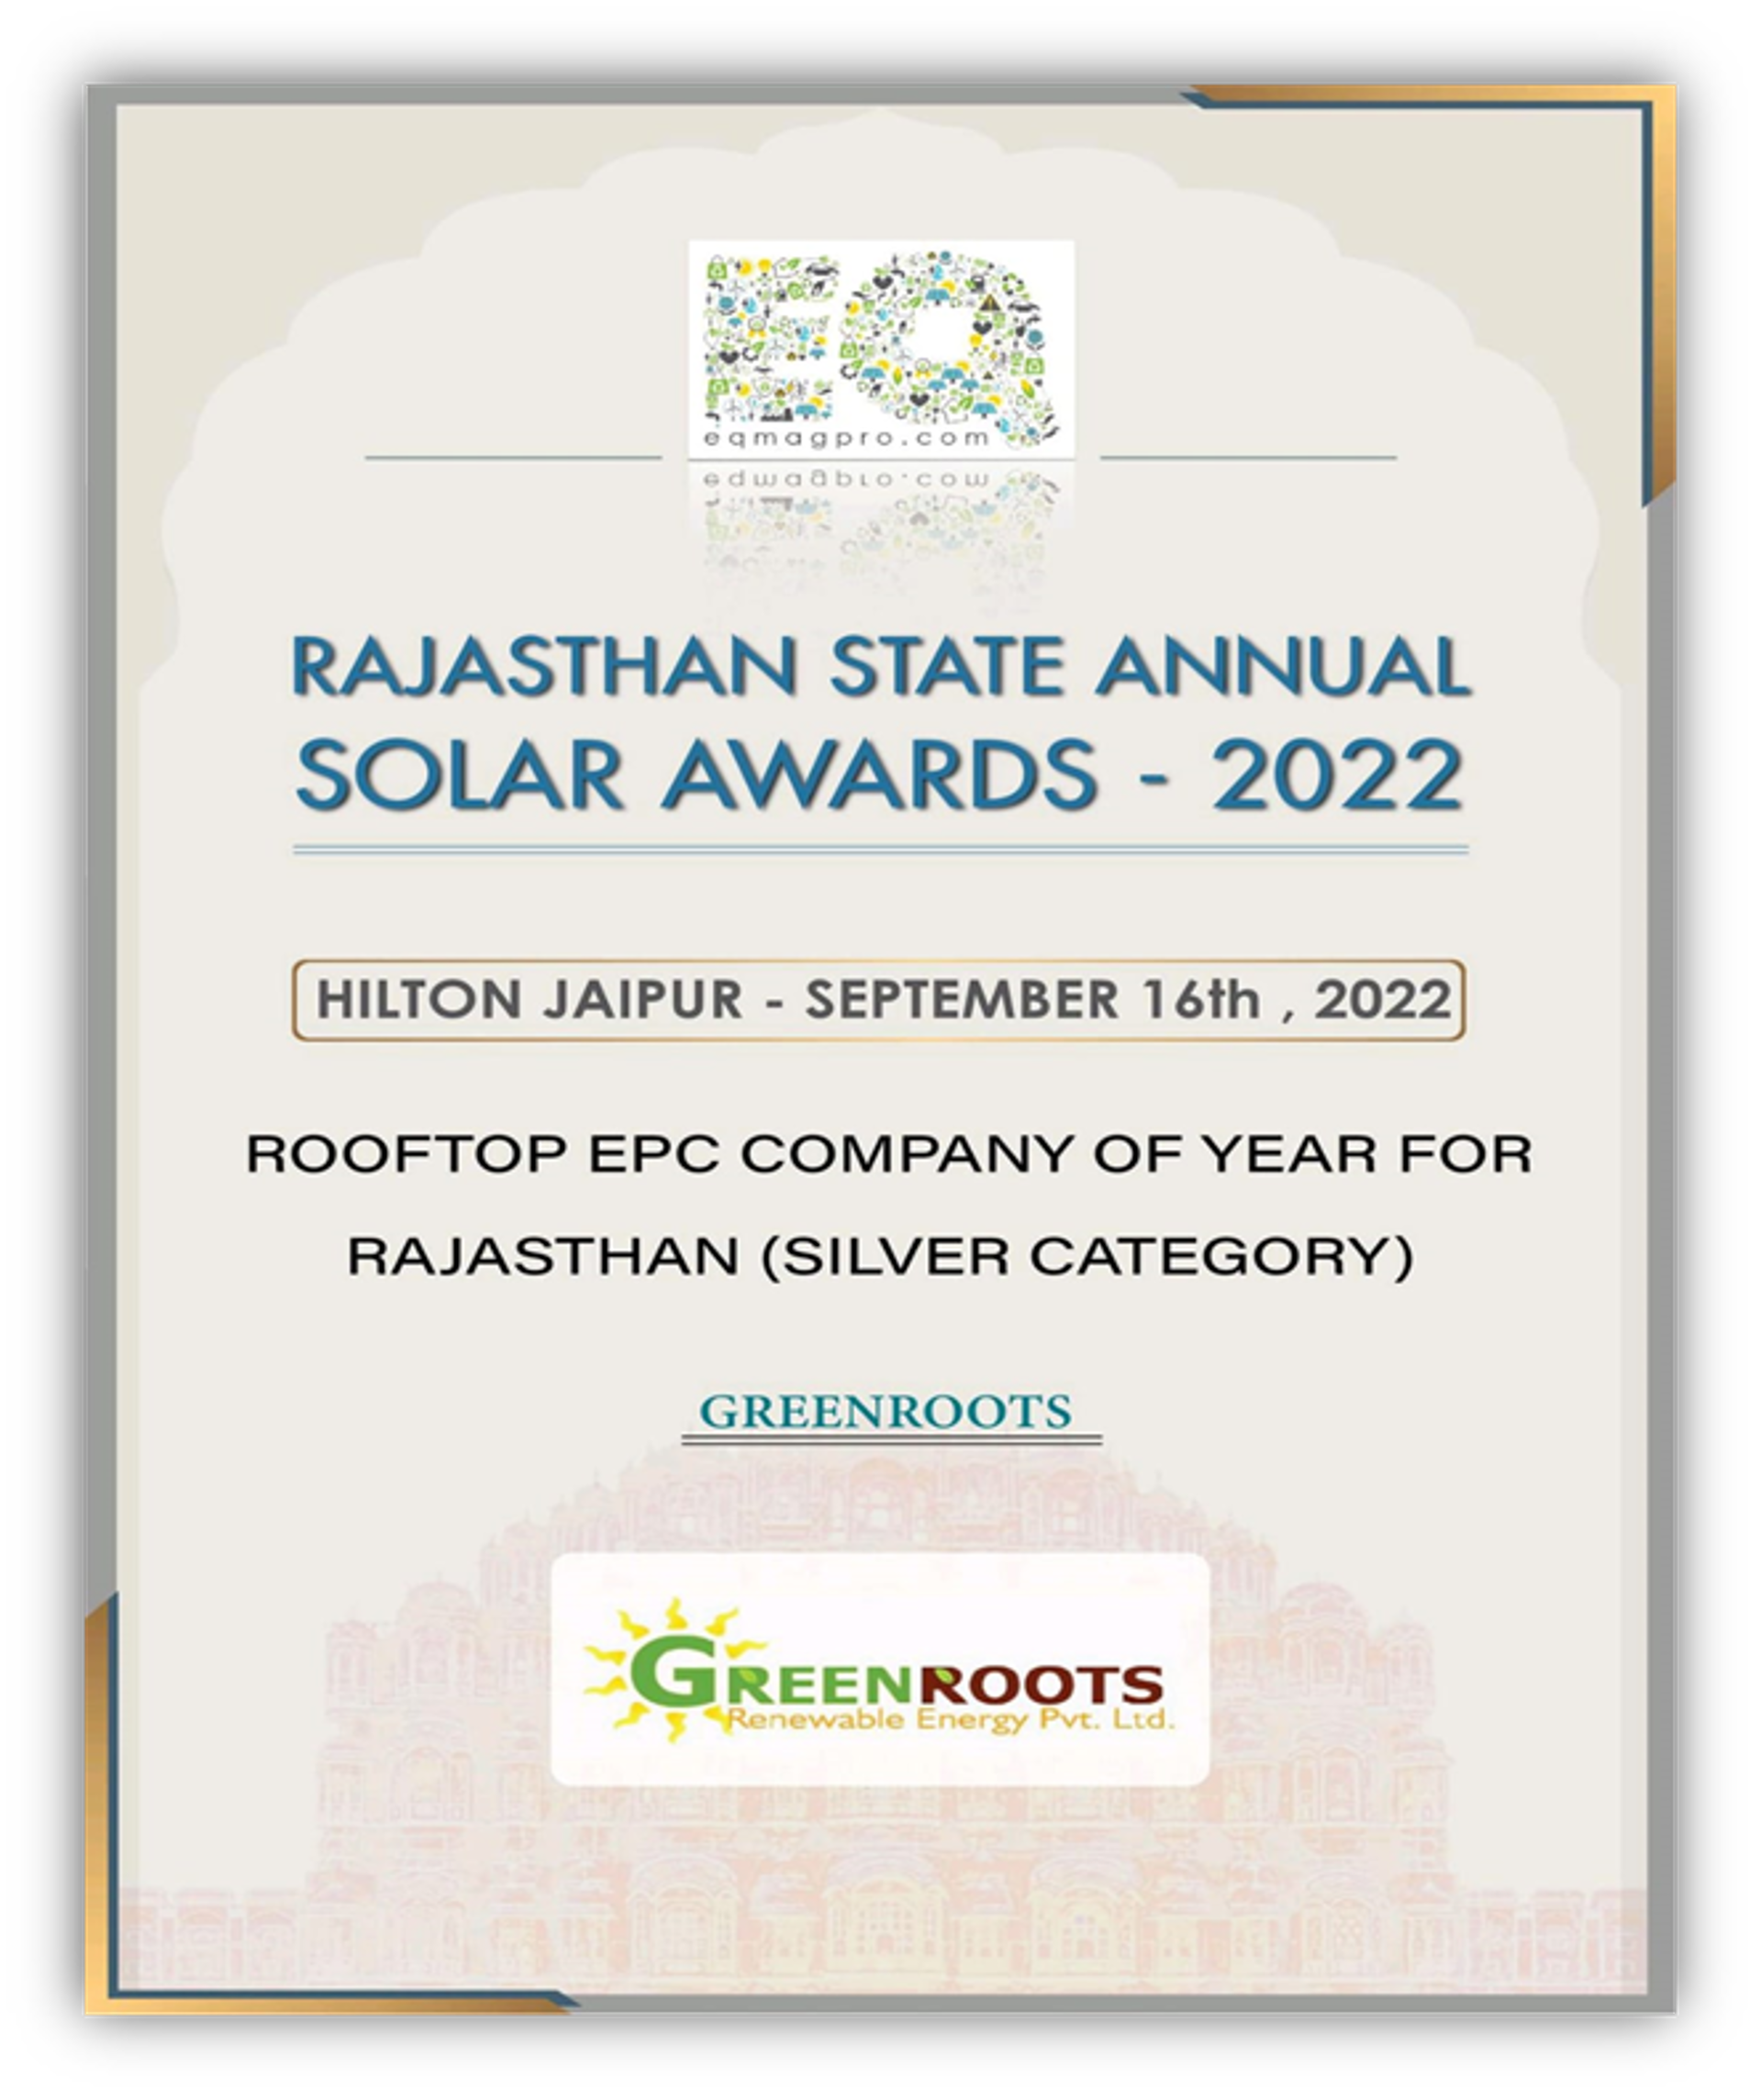 EQ
eqmagpro.com
RAJASTHAN STATE ANNUAL
SOLAR AWARDS - 2022
HILTON JAIPUR - SEPTEMBER 16th , 2022
ROOFTOP EPC COMPANY OF YEAR FOR
RAJASTHAN (SILVER CATEGORY)
GREENROOTS
GREENROOTS
Renewable Energy Pvt. Ltd.